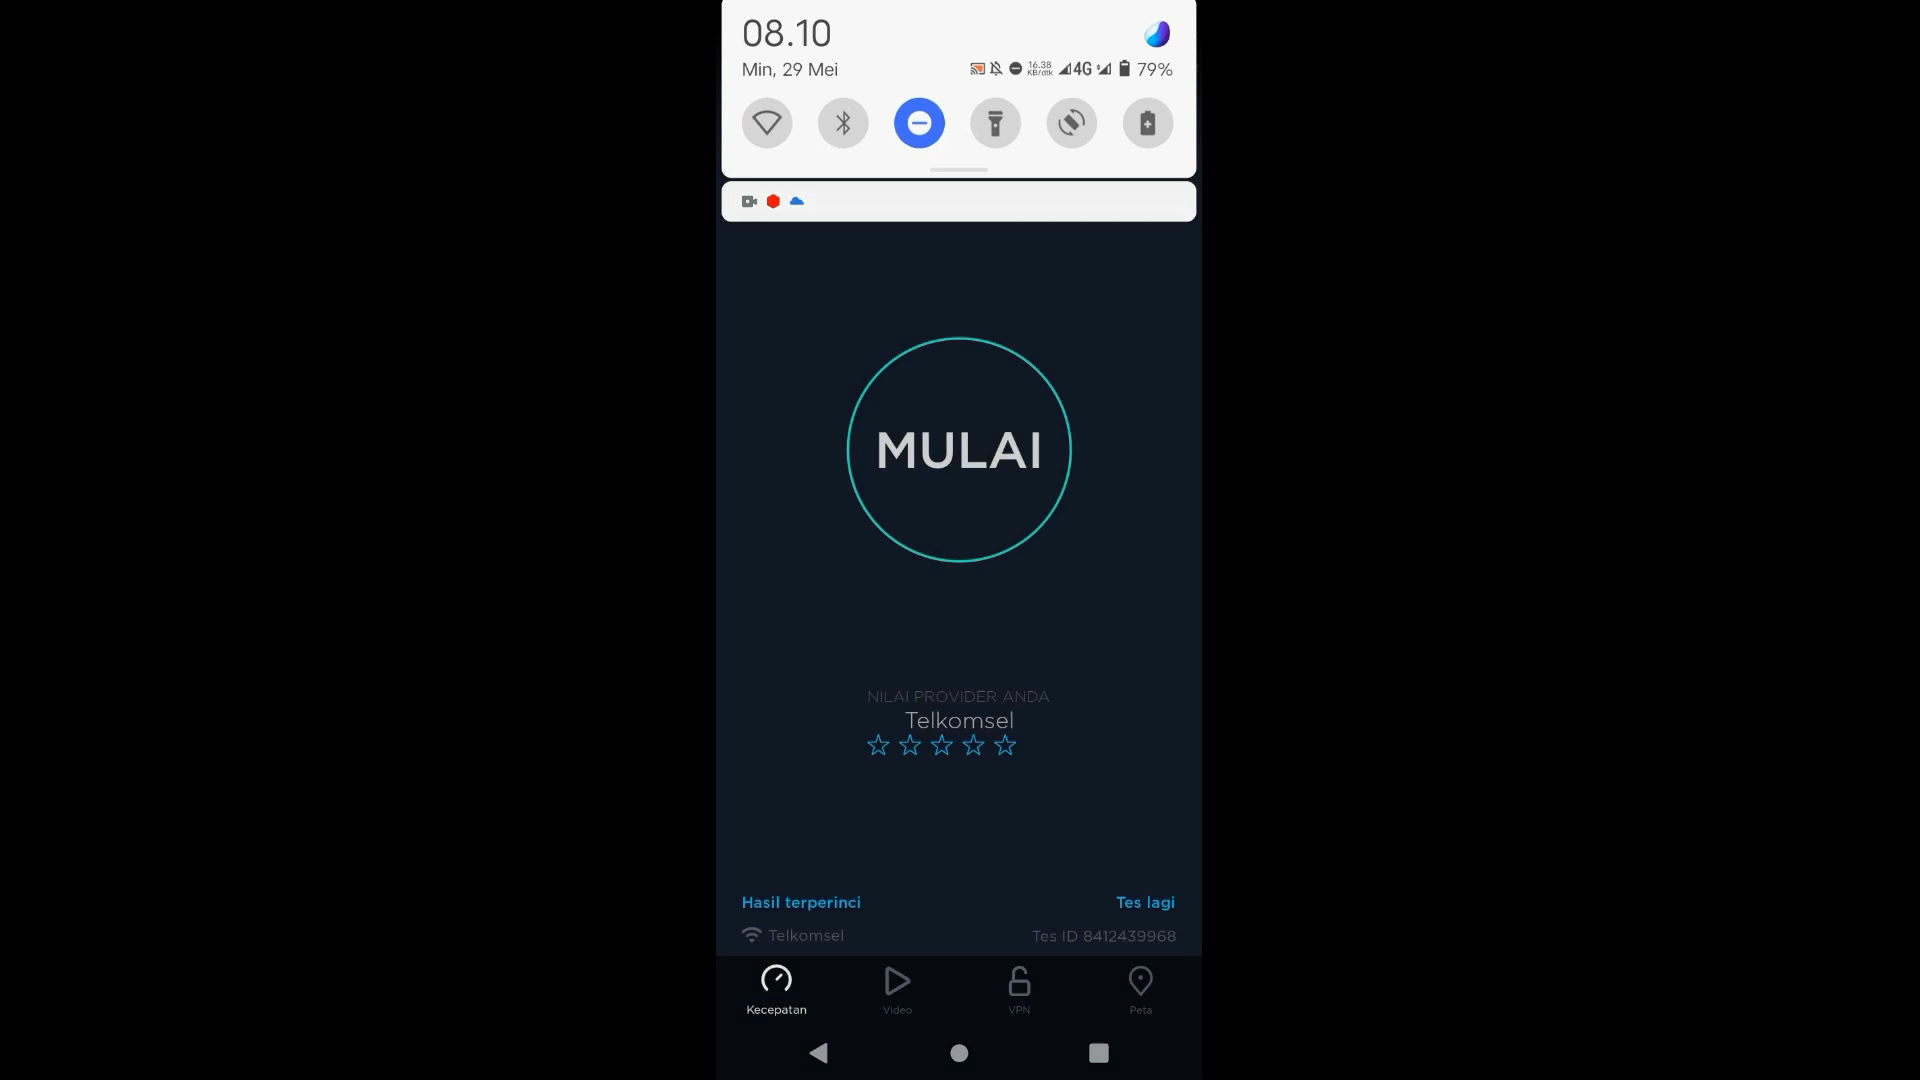 08.10
Min, 29 Mei
16.38
KB/dtk
4G
79%
MULAI
NILAI PROVIDER ANDA
Telkomsel
Hasil terperinci
Tes lagi
Telkomsel
Tes ID 8412439968
Kecepatan
Video
VPN
Peta